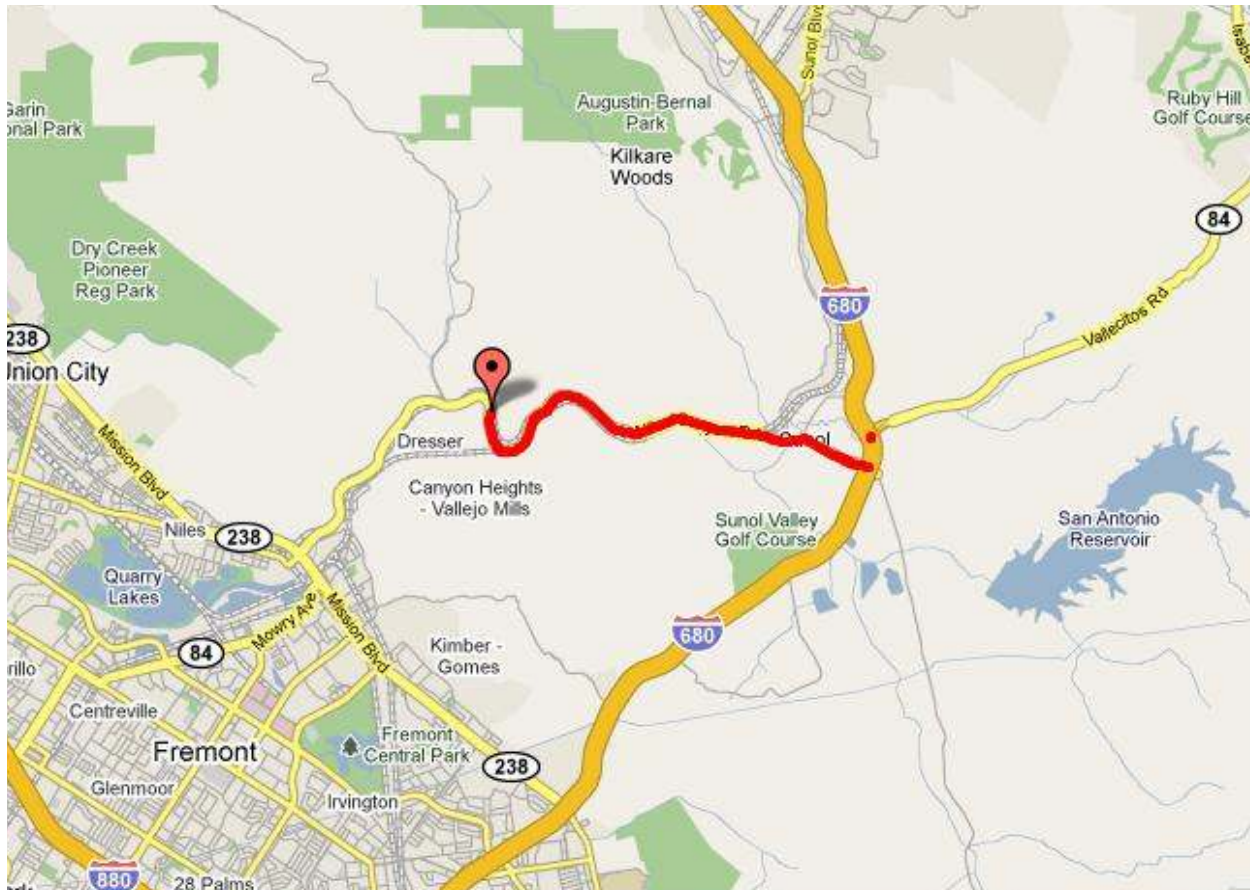 Sunol Blvd
Isabe
Garin
onal Park
Augustin-Bernal
Park
Ruby Hill
Golf Course
Kilkare
Woods
84
Dry Creek
Pioneer
Reg Park
680
Vallecitos Rd
238
Union City
Mission Blvd
Dresser
Sunol
Canyon Heights
- Vallejo Mills
Niles
238
Sunol Valley
Golf Course
San Antonio
Reservoir
Quarry
Lakes
Mowry Ave
Mission Blvd
84
680
Kimber -
Gomes
rillo
Centreville
Fremont
Fremont
Central Park
238
Glenmoor
Irvington
880
28 Palms